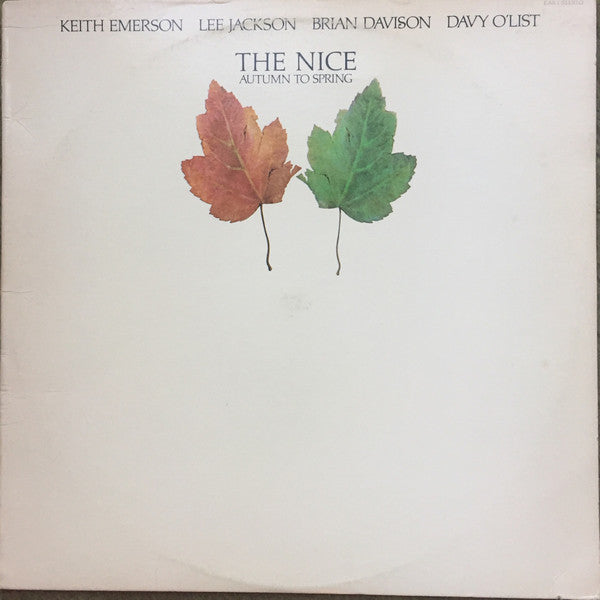 KEITH EMERSON LEE JACKSON BRIAN DAVISON DAVY O'LIST
THE NICE
AUTUMN TO SPRING